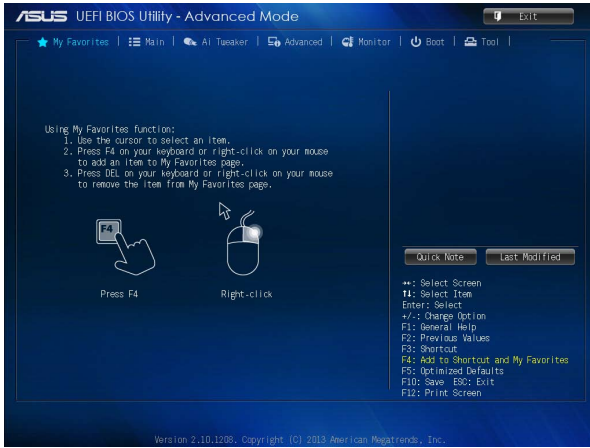 ASUS UEFI BIOS Utility - Advanced Mode
Exit
My Favorites | Main | Ai Tweaker | Advanced | Monitor | Boot | Tool |
Using My Favorites function:
1. Use the cursor to select an item.
2. Press F4 on your keyboard or right-click on your mouse
to add an item to My Favorites page.
3. Press DEL on your keyboard or right-click on your mouse
to remove the item from My Favorites page.
F4
Press F4
Right-click
Quick Note
Last Modified
→←: Select Screen
↑↓: Select Item
Enter: Select
+/-: Change Option
F1: General Help
F2: Previous Values
F3: Shortcut
F4: Add to Shortcut and My Favorites
F5: Optimized Defaults
F10: Save ESC: Exit
F12: Print Screen
Version 2.10.1208. Copyright (C) 2013 American Megatrends, Inc.